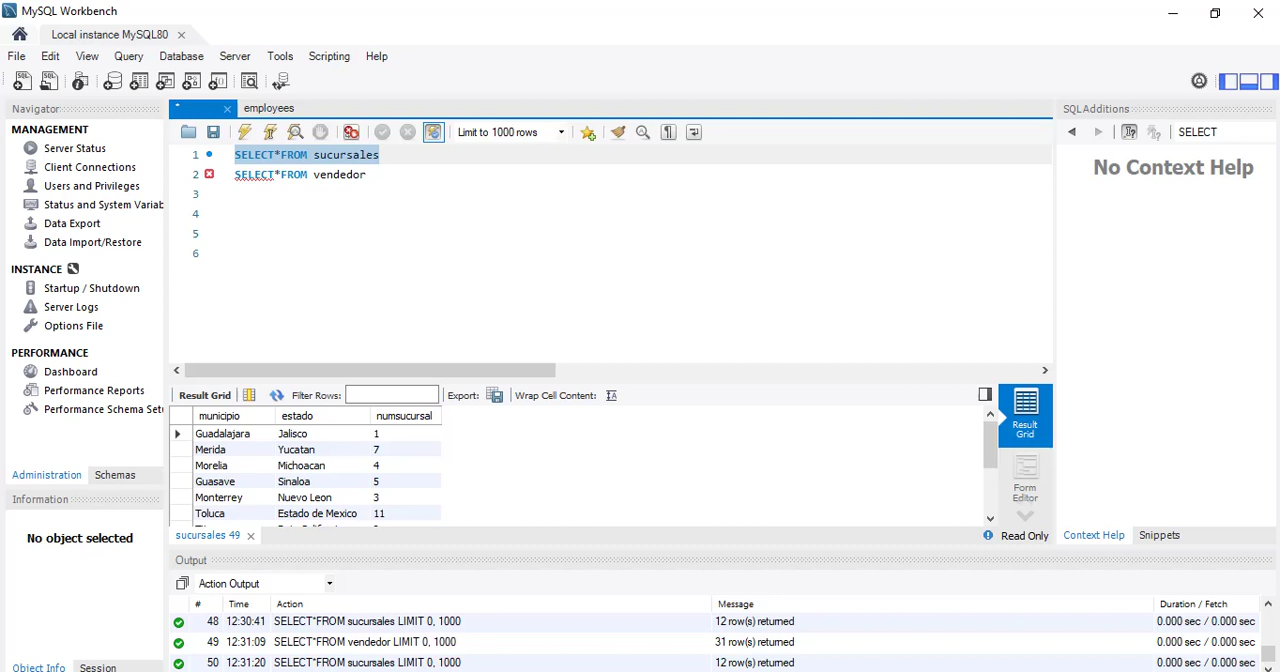 MySQL Workbench
Local instance MySQL80
File Edit View Query Database Server Tools Scripting Help
Navigator
MANAGEMENT
Server Status
Client Connections
Users and Privileges
Status and System Variab
Data Export
Data Import/Restore
INSTANCE
Startup / Shutdown
Server Logs
Options File
PERFORMANCE
Dashboard
Performance Reports
Performance Schema Setu
Administration Schemas
Information
No object selected
Object Info Session
employees
Limit to 1000 rows
1 SELECT*FROM sucursales
2 SELECT*FROM vendedor
3
4
5
6
Result Grid Filter Rows: Export: Wrap Cell Content:
municipio estado numsucursal
Guadalajara Jalisco 1
Merida Yucatan 7
Morelia Michoacan 4
Guasave Sinaloa 5
Monterrey Nuevo Leon 3
Toluca Estado de Mexico 11
Result
Grid
Form
Editor
sucursales 49
Read Only
SQLAdditions
SELECT
No Context Help
Context Help Snippets
Output
Action Output
# Time Action Message Duration / Fetch
48 12:30:41 SELECT*FROM sucursales LIMIT 0, 1000 12 row(s) returned 0.000 sec / 0.000 sec
49 12:31:09 SELECT*FROM vendedor LIMIT 0, 1000 31 row(s) returned 0.000 sec / 0.000 sec
50 12:31:20 SELECT*FROM sucursales LIMIT 0, 1000 12 row(s) returned 0.000 sec / 0.000 sec